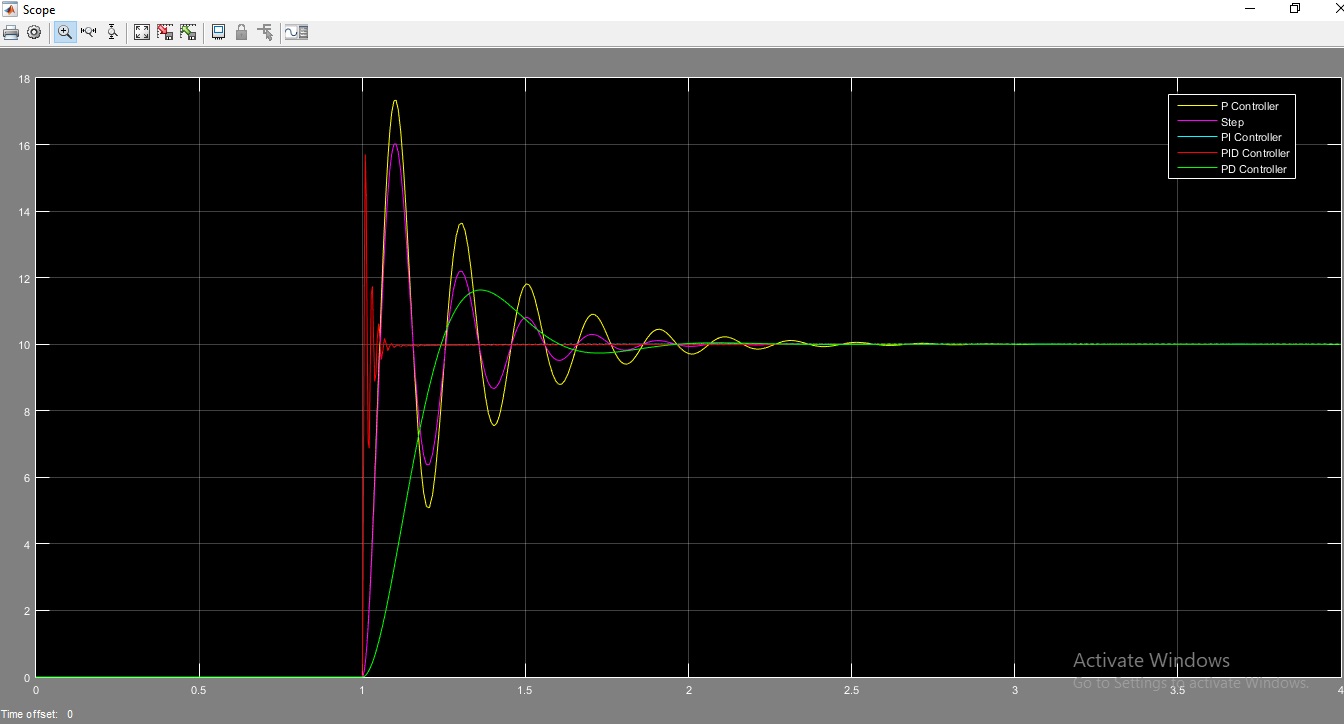 Scope
18
16
14
12
10
8
6
4
2
0
P Controller
Step
PI Controller
PID Controller
PD Controller
Activate Windows
Go to Settings to activate Windows.
0 0.5 1 1.5 2 2.5 3 3.5 4
Time offset: 0